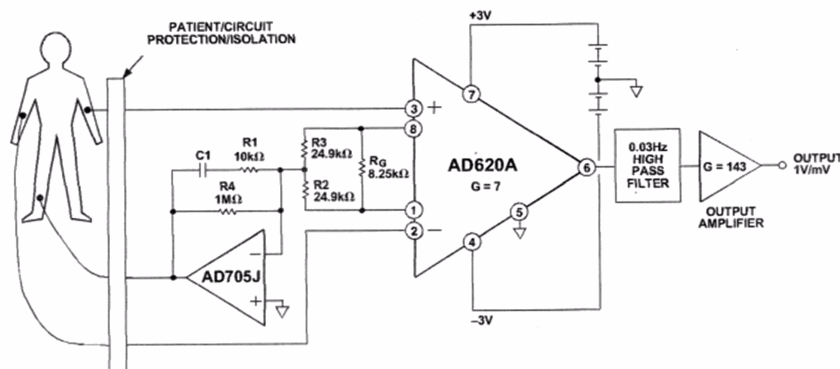 PATIENT/CIRCUIT
PROTECTION/ISOLATION
+3V
3
+
7
8
R1
10kΩ
C1
R3
24.9kΩ
RG
8.25kΩ
AD620A
G = 7
6
0.03Hz
HIGH
PASS
FILTER
G = 143
OUTPUT
1V/mV
R4
1MΩ
R2
24.9kΩ
1
5
OUTPUT
AMPLIFIER
2
−
4
−
AD705J
+
−3V